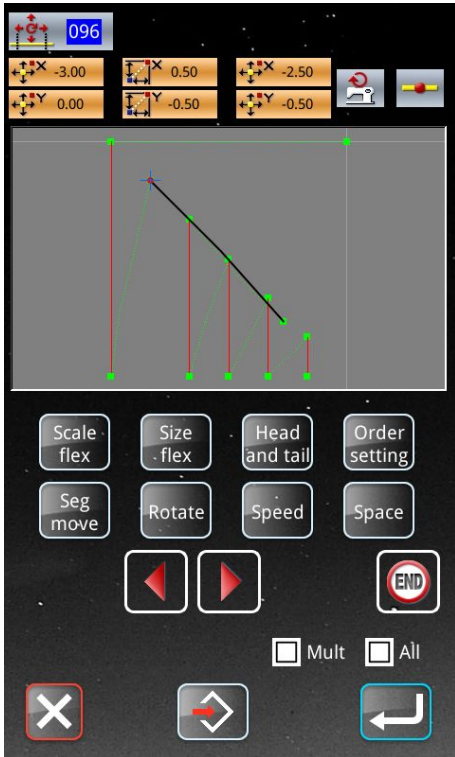 096
X -3.00 X 0.50 X -2.50
Y 0.00 Y -0.50 Y -0.50
Scale flex
Size flex
Head and tail
Order setting
Seg move
Rotate
Speed
Space
END
Mult
All